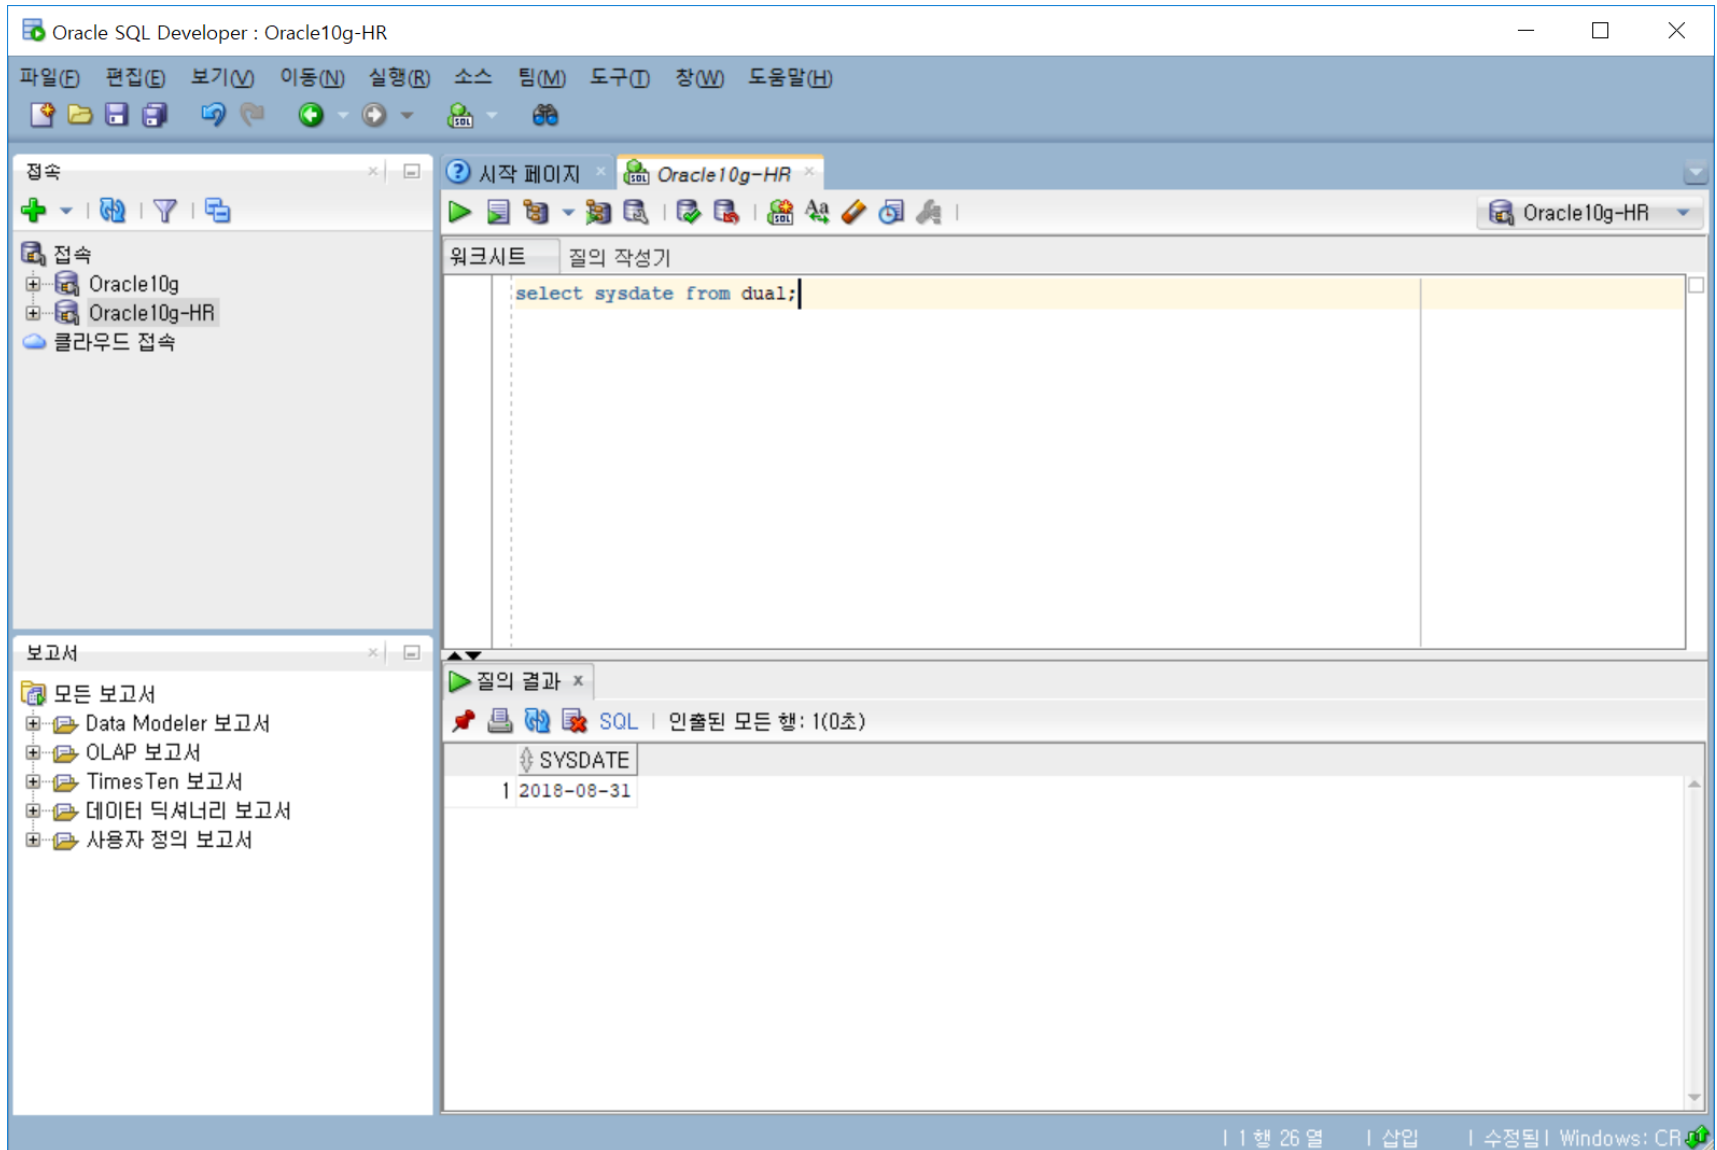 Oracle SQL Developer : Oracle10g-HR
파일(F) 편집(E) 보기(V) 이동(N) 실행(R) 소스 팀(M) 도구(T) 창(W) 도움말(H)
접속
접속
Oracle10g
Oracle10g-HR
클라우드 접속
보고서
모든 보고서
Data Modeler 보고서
OLAP 보고서
TimesTen 보고서
데이터 딕셔너리 보고서
사용자 정의 보고서
시작 페이지 Oracle10g-HR
Oracle10g-HR
워크시트 질의 작성기
select sysdate from dual;
질의 결과
SQL 인출된 모든 행: 1(0초)
SYSDATE
1 2018-08-31
1 행 26 열 삽입 수정됨 Windows: CR